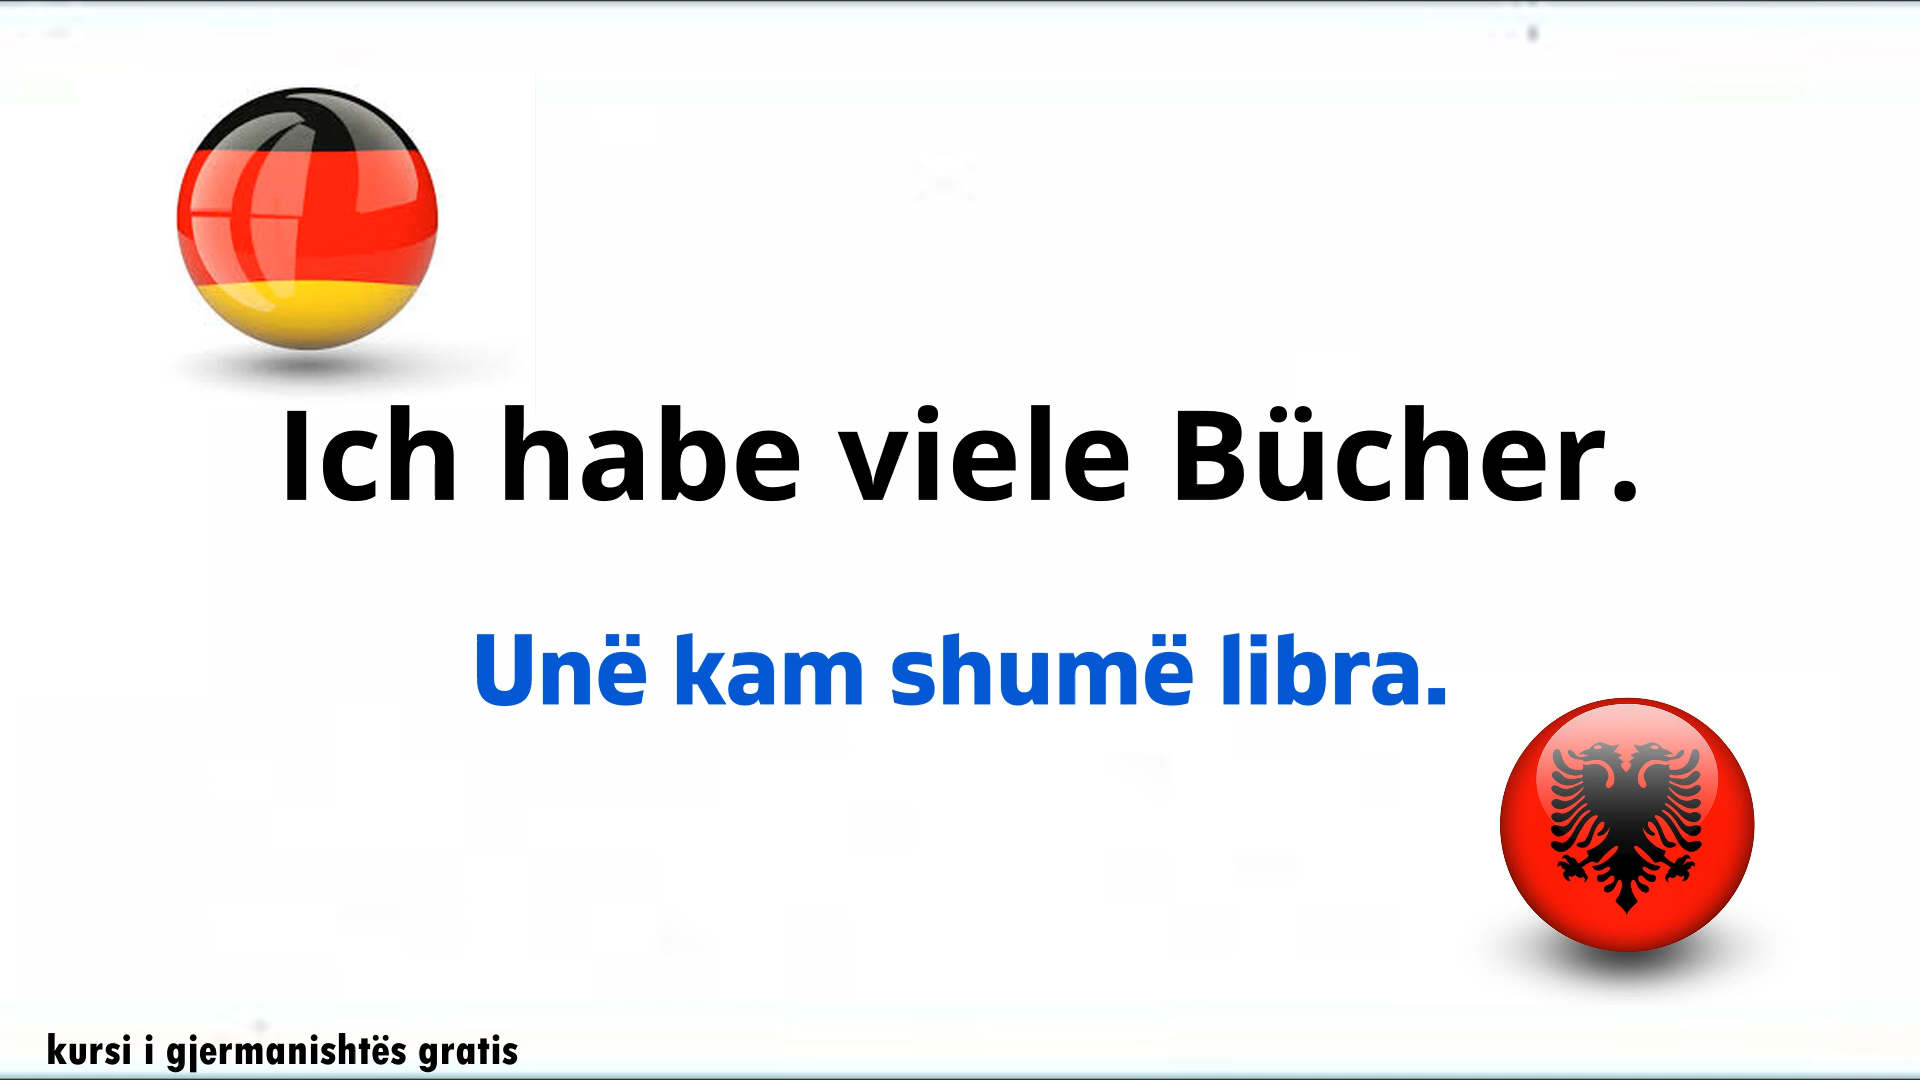 Ich habe viele Bücher.
Unë kam shumë libra.
kursi i gjermanishtës gratis